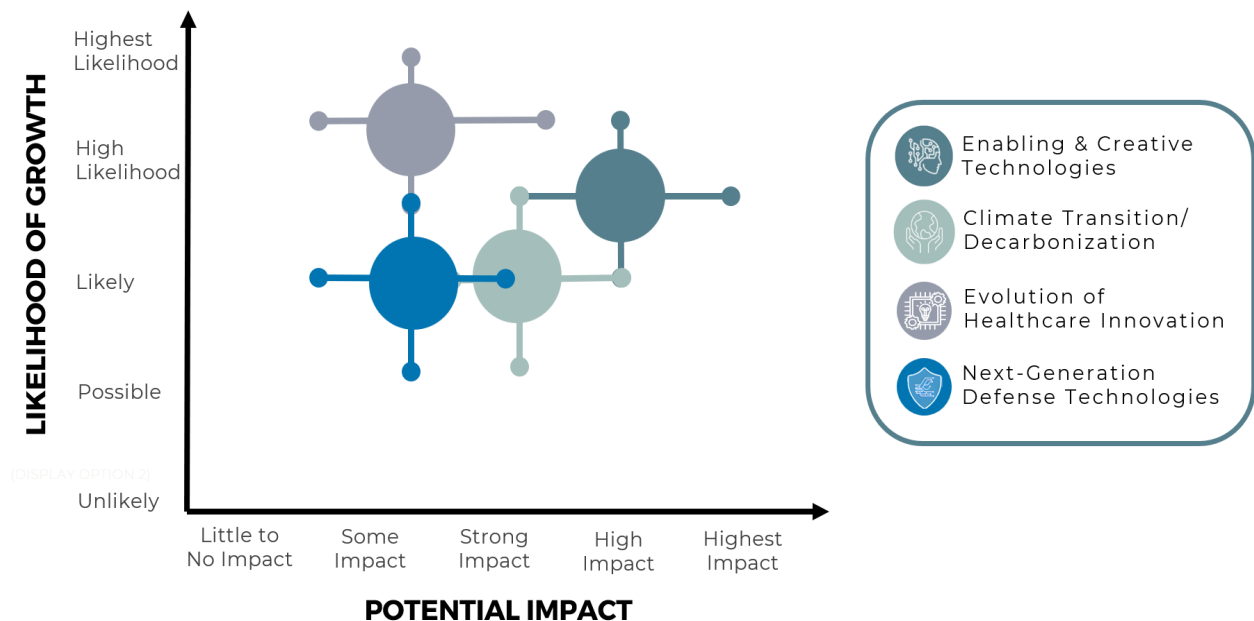 Highest
Likelihood
High
Likelihood
Likely
Possible
Unlikely
LIKELIHOOD OF GROWTH
(DISPLAY OPTION 2)
Little to
No Impact
Some
Impact
Strong
Impact
High
Impact
Highest
Impact
POTENTIAL IMPACT
Enabling & Creative
Technologies
Climate Transition/
Decarbonization
Evolution of
Healthcare Innovation
Next-Generation
Defense Technologies